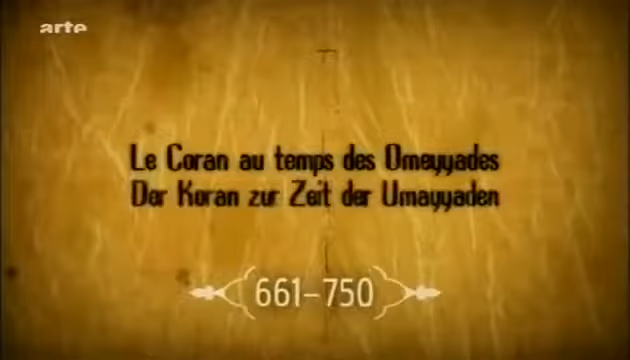 arte
Le Coran au temps des Omeyyades
Der Koran zur Zeit der Umayyaden
661–750